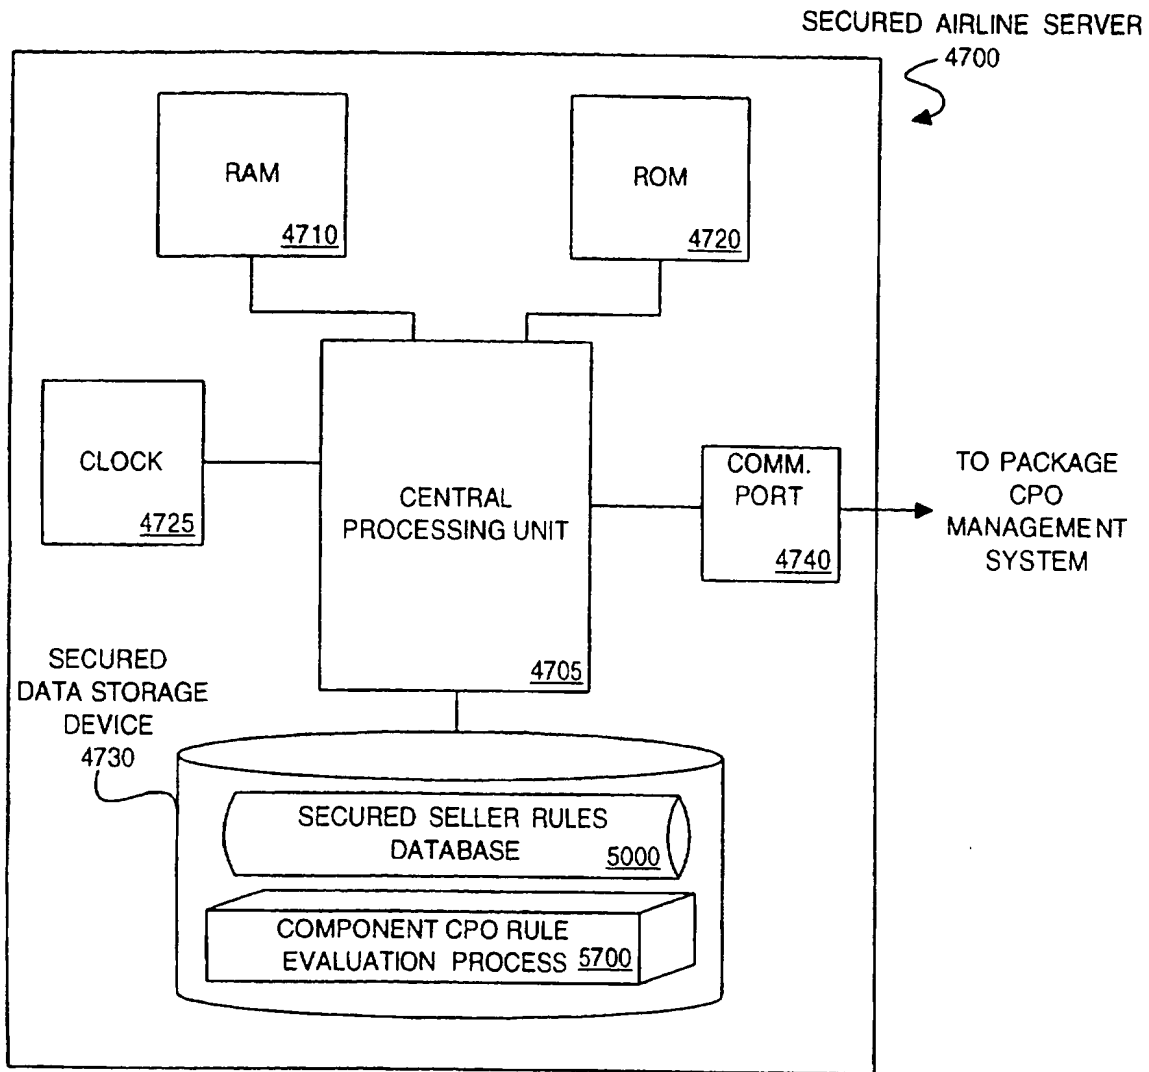 SECURED AIRLINE SERVER
4700
RAM
4710
ROM
4720
CLOCK
4725
CENTRAL
PROCESSING UNIT
4705
COMM.
PORT
4740
TO PACKAGE
CPO
MANAGEMENT
SYSTEM
SECURED
DATA STORAGE
DEVICE
4730
SECURED SELLER RULES
DATABASE
5000
COMPONENT CPO RULE
EVALUATION PROCESS
5700